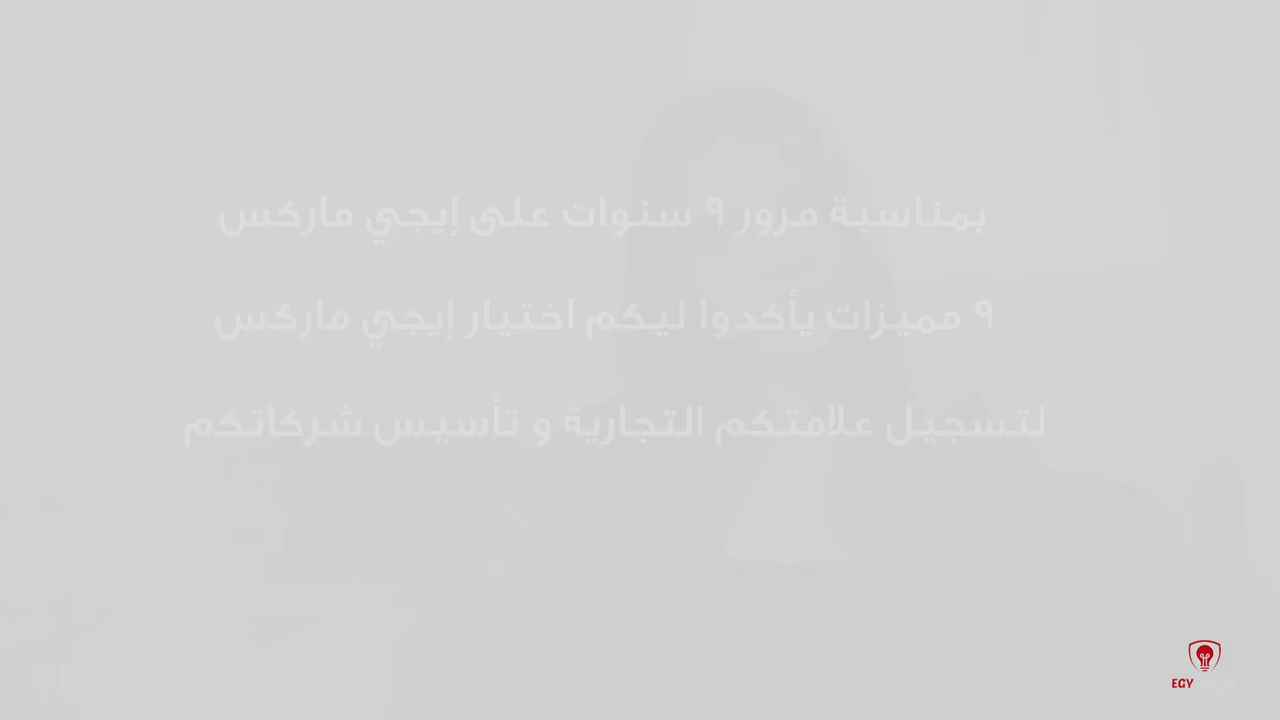 بمناسبة مرور ٩ سنوات على إيجي ماركس
٩ مميزات يأكدوا ليكم اختيار إيجي ماركس
لتسجيل علامتكم التجارية و تأسيس شركاتكم
EGY